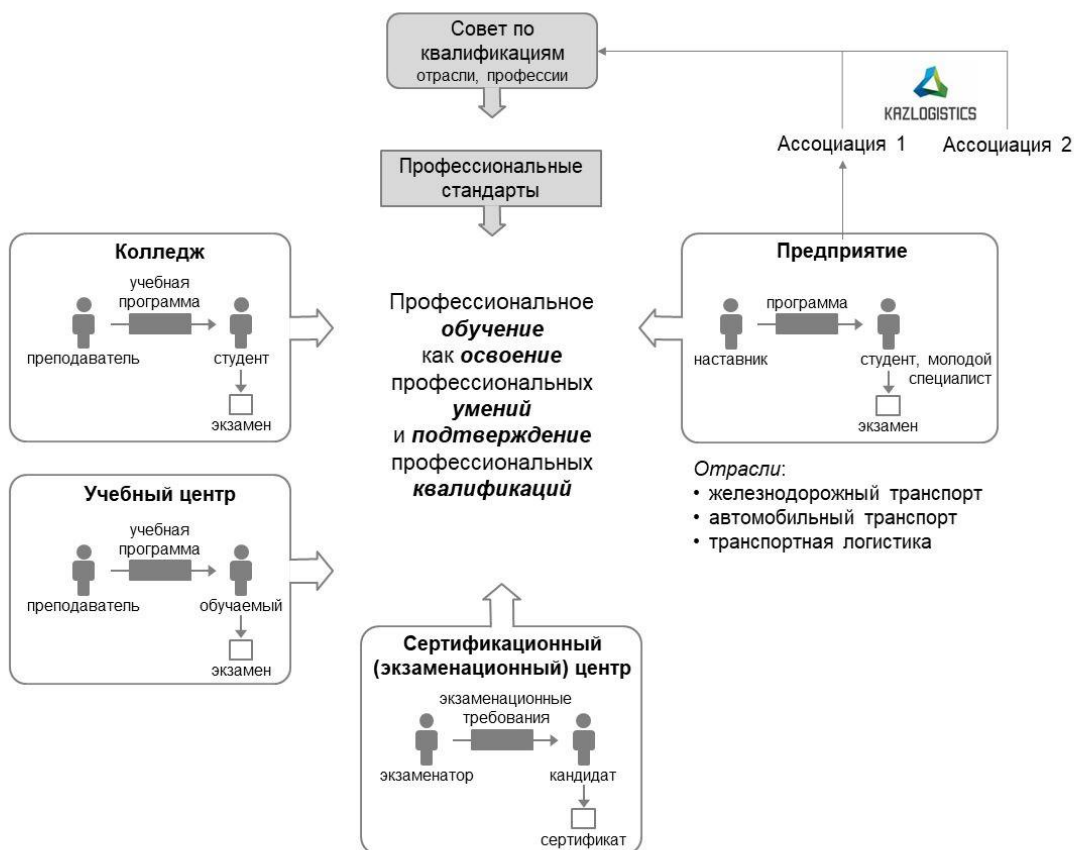 Совет по
квалификациям
отрасли, профессии
KAZLOGISTICS
Ассоциация 1
Ассоциация 2
Профессиональные
стандарты
Колледж
учебная
программа
преподаватель
студент
экзамен
Предприятие
программа
наставник
студент, молодой
специалист
экзамен
Профессиональное
обучение
как освоение
профессиональных
умений
и подтверждение
профессиональных
квалификаций
Учебный центр
учебная
программа
преподаватель
обучаемый
экзамен
Отрасли:
• железнодорожный транспорт
• автомобильный транспорт
• транспортная логистика
Сертификационный
(экзаменационный) центр
экзаменационные
требования
экзаменатор
кандидат
сертификат